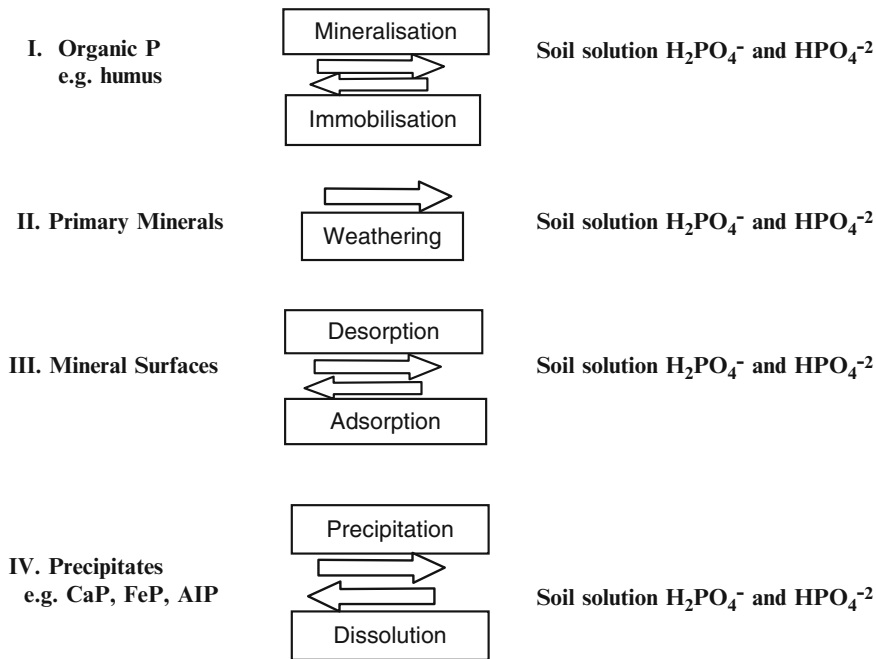 Mineralisation
I. Organic P
e.g. humus
Soil solution H₂PO₄⁻ and HPO₄⁻²
Immobilisation
II. Primary Minerals
Weathering
Soil solution H₂PO₄⁻ and HPO₄⁻²
Desorption
III. Mineral Surfaces
Soil solution H₂PO₄⁻ and HPO₄⁻²
Adsorption
Precipitation
IV. Precipitates
e.g. CaP, FeP, AIP
Soil solution H₂PO₄⁻ and HPO₄⁻²
Dissolution